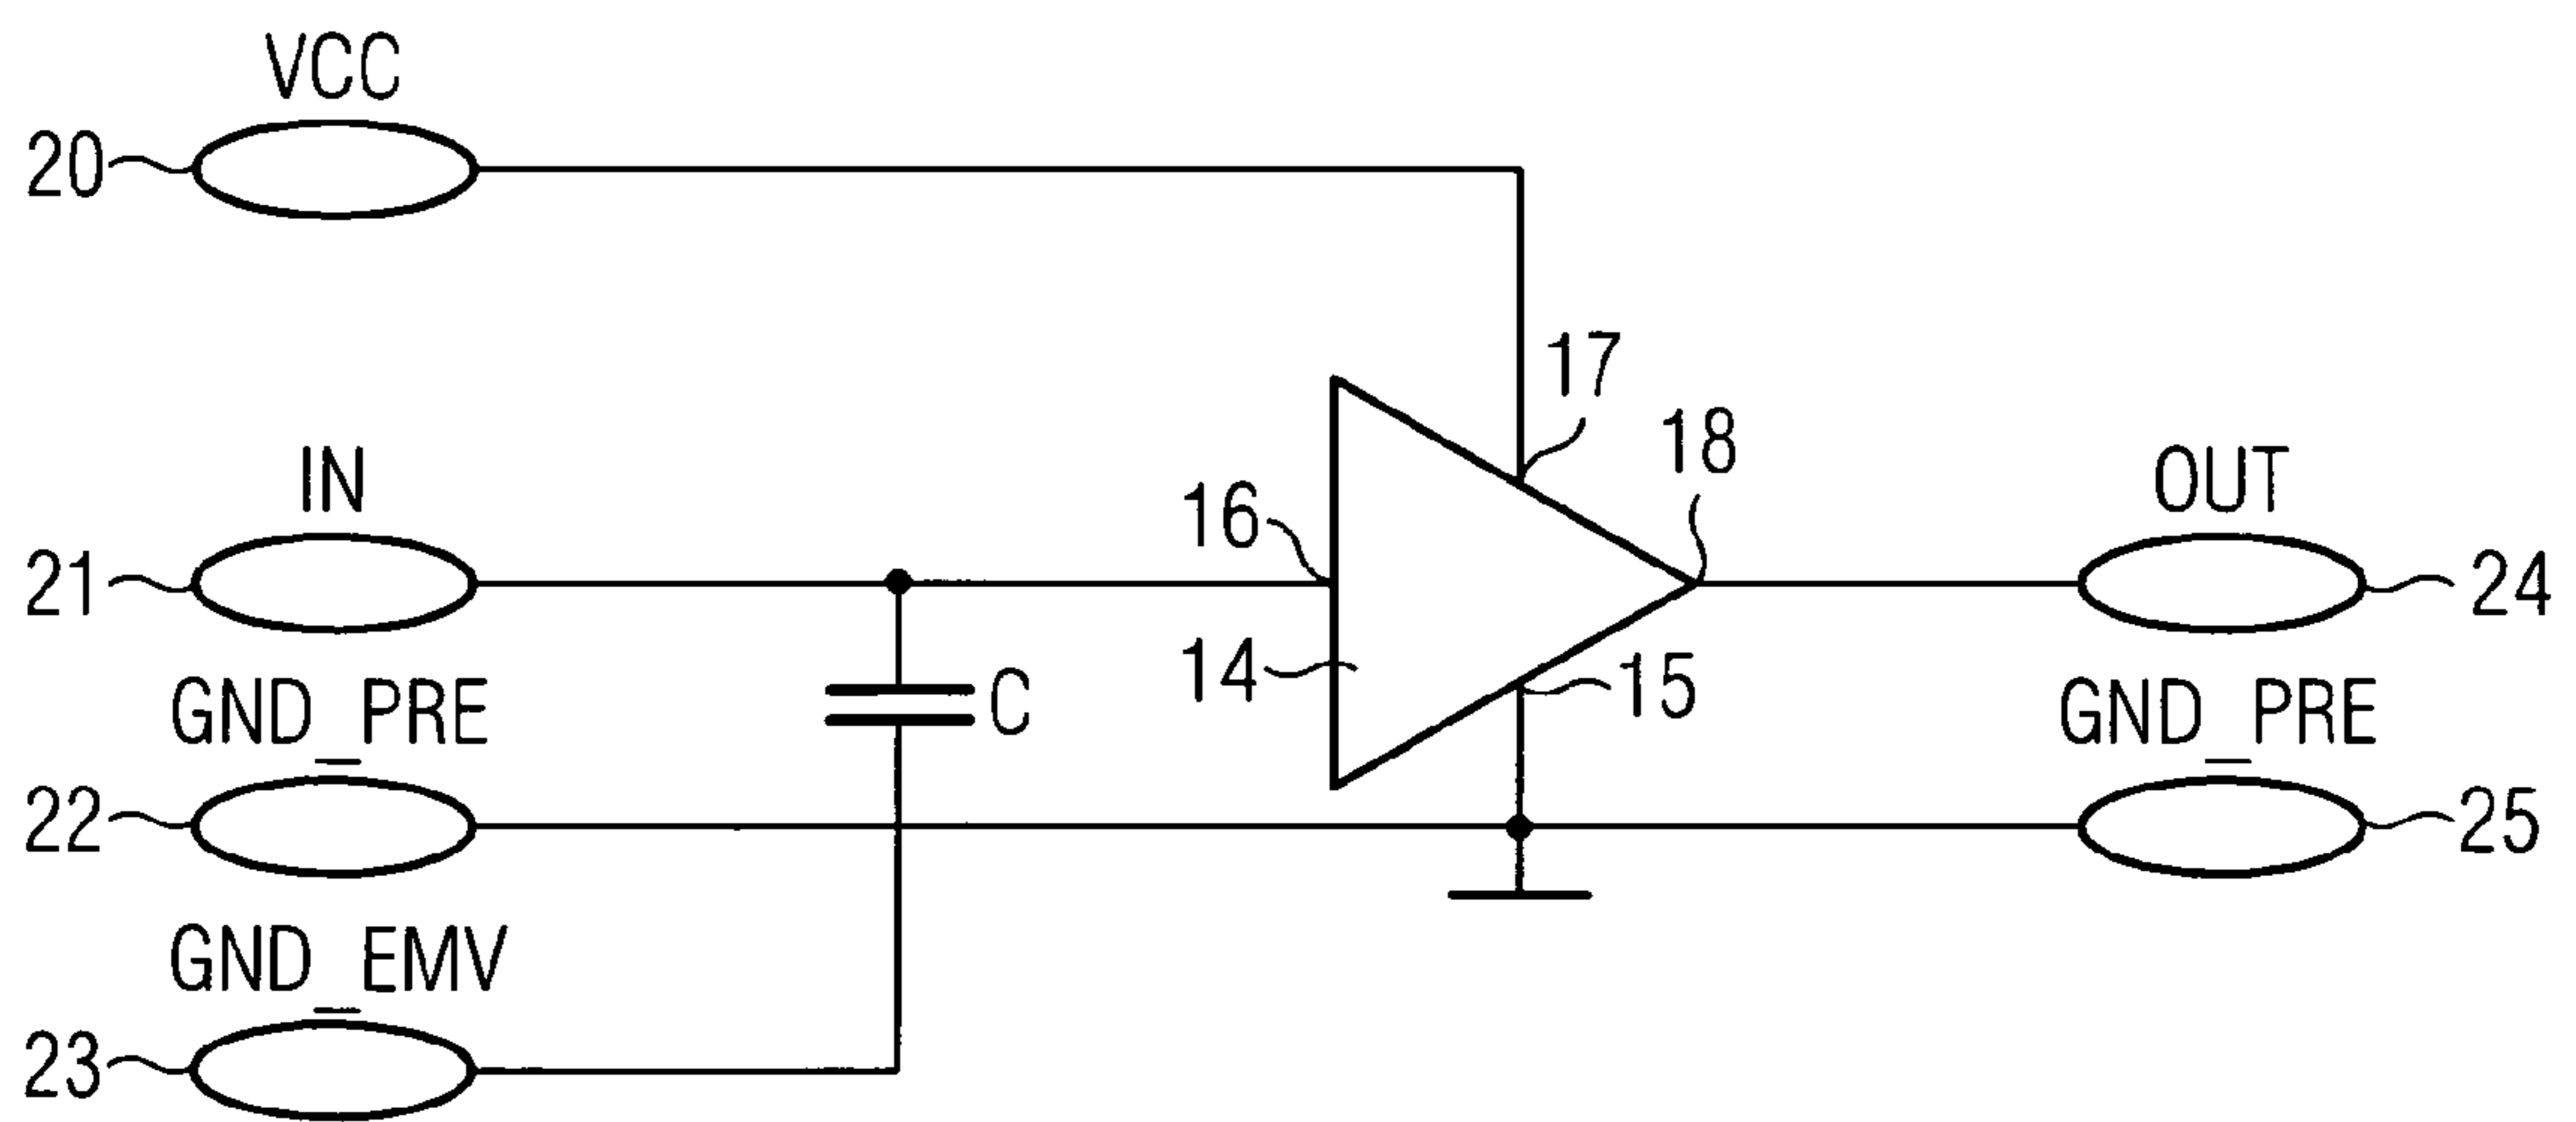 VCC
20
17
18
IN
OUT
16
21
24
14
C
15
GND_PRE
GND_PRE
22
25
GND_EMV
23